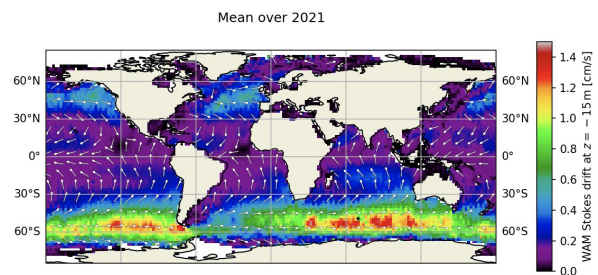 Mean over 2021
60°N
30°N
0°
30°S
60°S
60°N
30°N
0°
30°S
60°S
1.4
1.2
1.0
0.8
0.6
0.4
0.2
0.0
WAM Stokes drift at z = −15 m [cm/s]